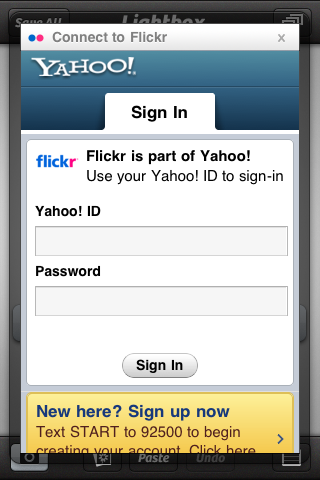 Save All Lightbox
Connect to Flickr x
YAHOO!
Sign In
flickr Flickr is part of Yahoo!
Use your Yahoo! ID to sign-in
Yahoo! ID
Password
Sign In
New here? Sign up now
Text START to 92500 to begin
creating your account. Click here
Paste Undo